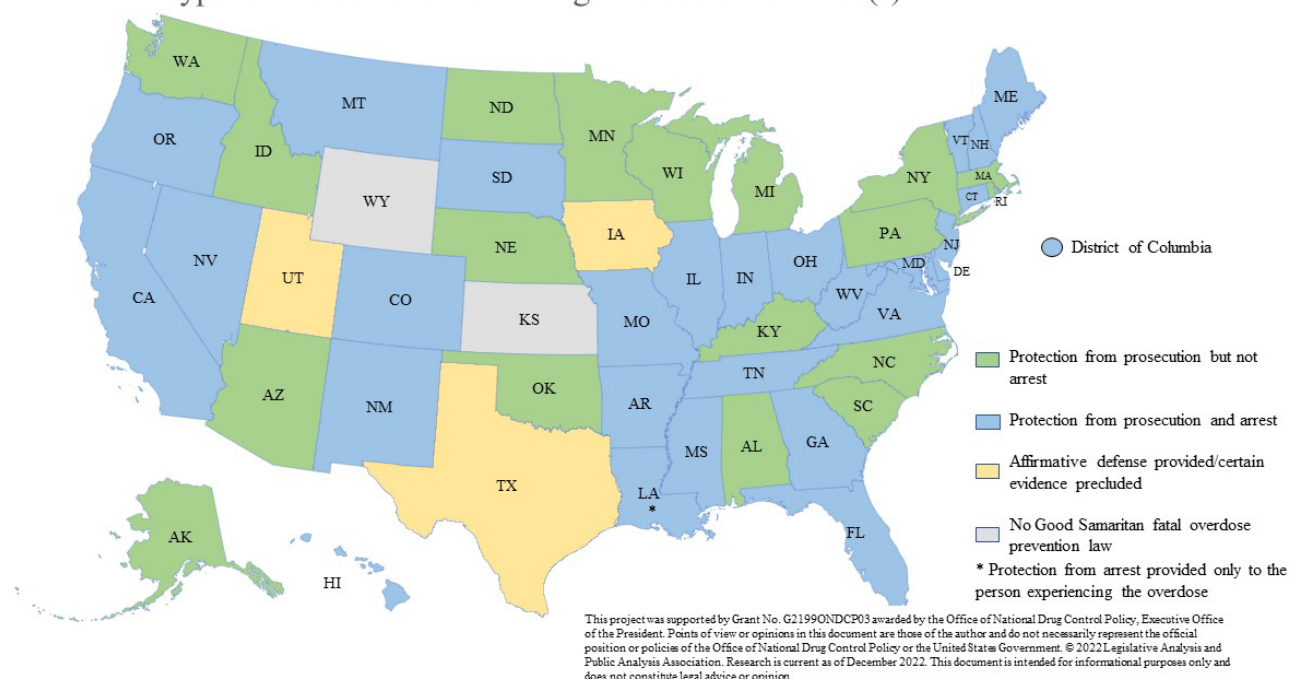 WA
MT
ND
MN
ME
OR
ID
SD
WI
VT
NH
WY
MI
NY
MA
CT
RI
NE
IA
PA
NJ
NV
UT
CO
IL
IN
OH
MD
DE
District of Columbia
CA
KS
MO
WV
VA
KY
AZ
NM
OK
AR
TN
NC
SC
MS
AL
GA
TX
LA
*
FL
AK
HI
Protection from prosecution but not
arrest
Protection from prosecution and arrest
Affirmative defense provided/certain
evidence precluded
No Good Samaritan fatal overdose
prevention law
* Protection from arrest provided only to the
person experiencing the overdose
This project was supported by Grant No. G2199ONDCP03 awarded by the Office of National Drug Control Policy, Executive Office
of the President. Points of view or opinions in this document are those of the author and do not necessarily represent the official
position or policies of the Office of National Drug Control Policy or the United States Government. © 2022 Legislative Analysis and
Public Analysis Association. Research is current as of December 2022. This document is intended for informational purposes only and
does not constitute legal advice or opinion.